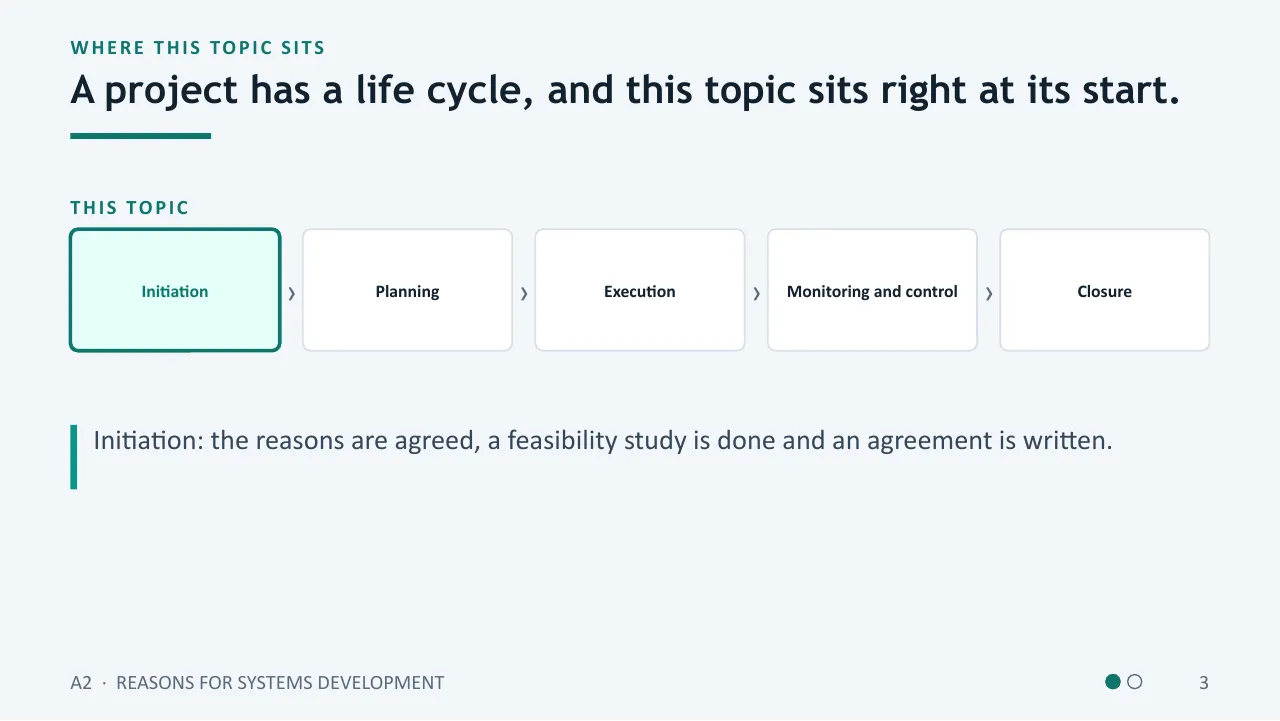 WHERE THIS TOPIC SITS
A project has a life cycle, and this topic sits right at its start.
THIS TOPIC
Initiation
›
Planning
›
Execution
›
Monitoring and control
›
Closure
Initiation: the reasons are agreed, a feasibility study is done and an agreement is written.
A2 · REASONS FOR SYSTEMS DEVELOPMENT
3